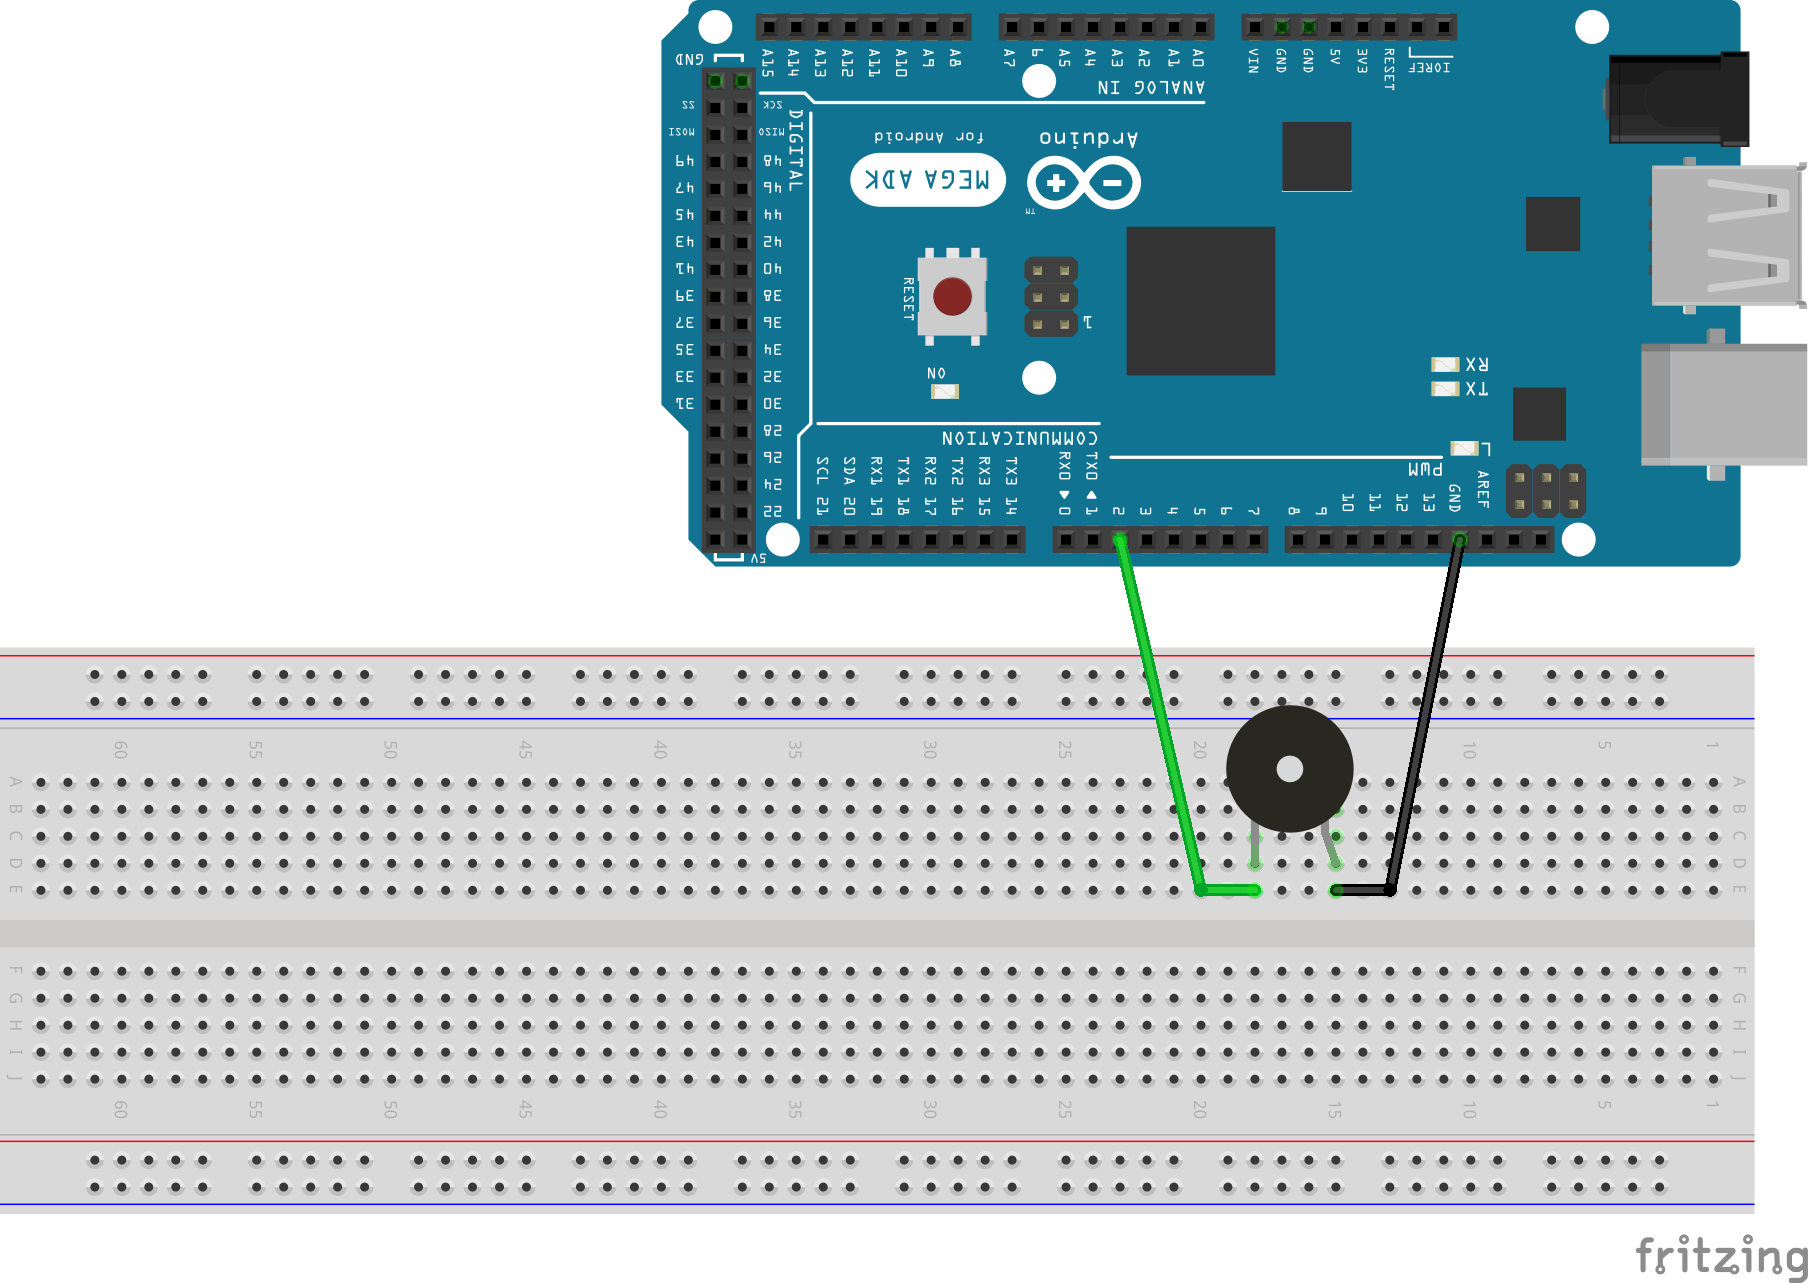 A15 A14 A13 A12 A11 A10 A9 A8
A7 6 A5 A4 A3 A2 A1 A0
VIN GND GND 5V 3V3 RESET IOREF
ANALOG IN
GND
SS SCK
MOSI MISO
49 48
47 46
45 44
43 42
41 40
39 38
37 36
35 34
33 32
31 30
28
26
24
22
5V
DIGITAL
for Android
MEGA ADK
Arduino
TM
RESET
1
ON
RX
TX
L
COMMUNICATION
PWM
SCL 21
SDA 20
RX1 19
TX1 18
RX2 17
TX2 16
RX3 15
TX3 14
RX0 0
TX0 1
2 3 4 5 6 7
8 9 10 11 12 13 GND AREF
60 55 50 45 40 35 30 25 20 10 5 1
A A
B B
C C
D D
E E
F F
G G
H H
I I
J J
60 55 50 45 40 35 30 25 20 15 10 5 1
fritzing